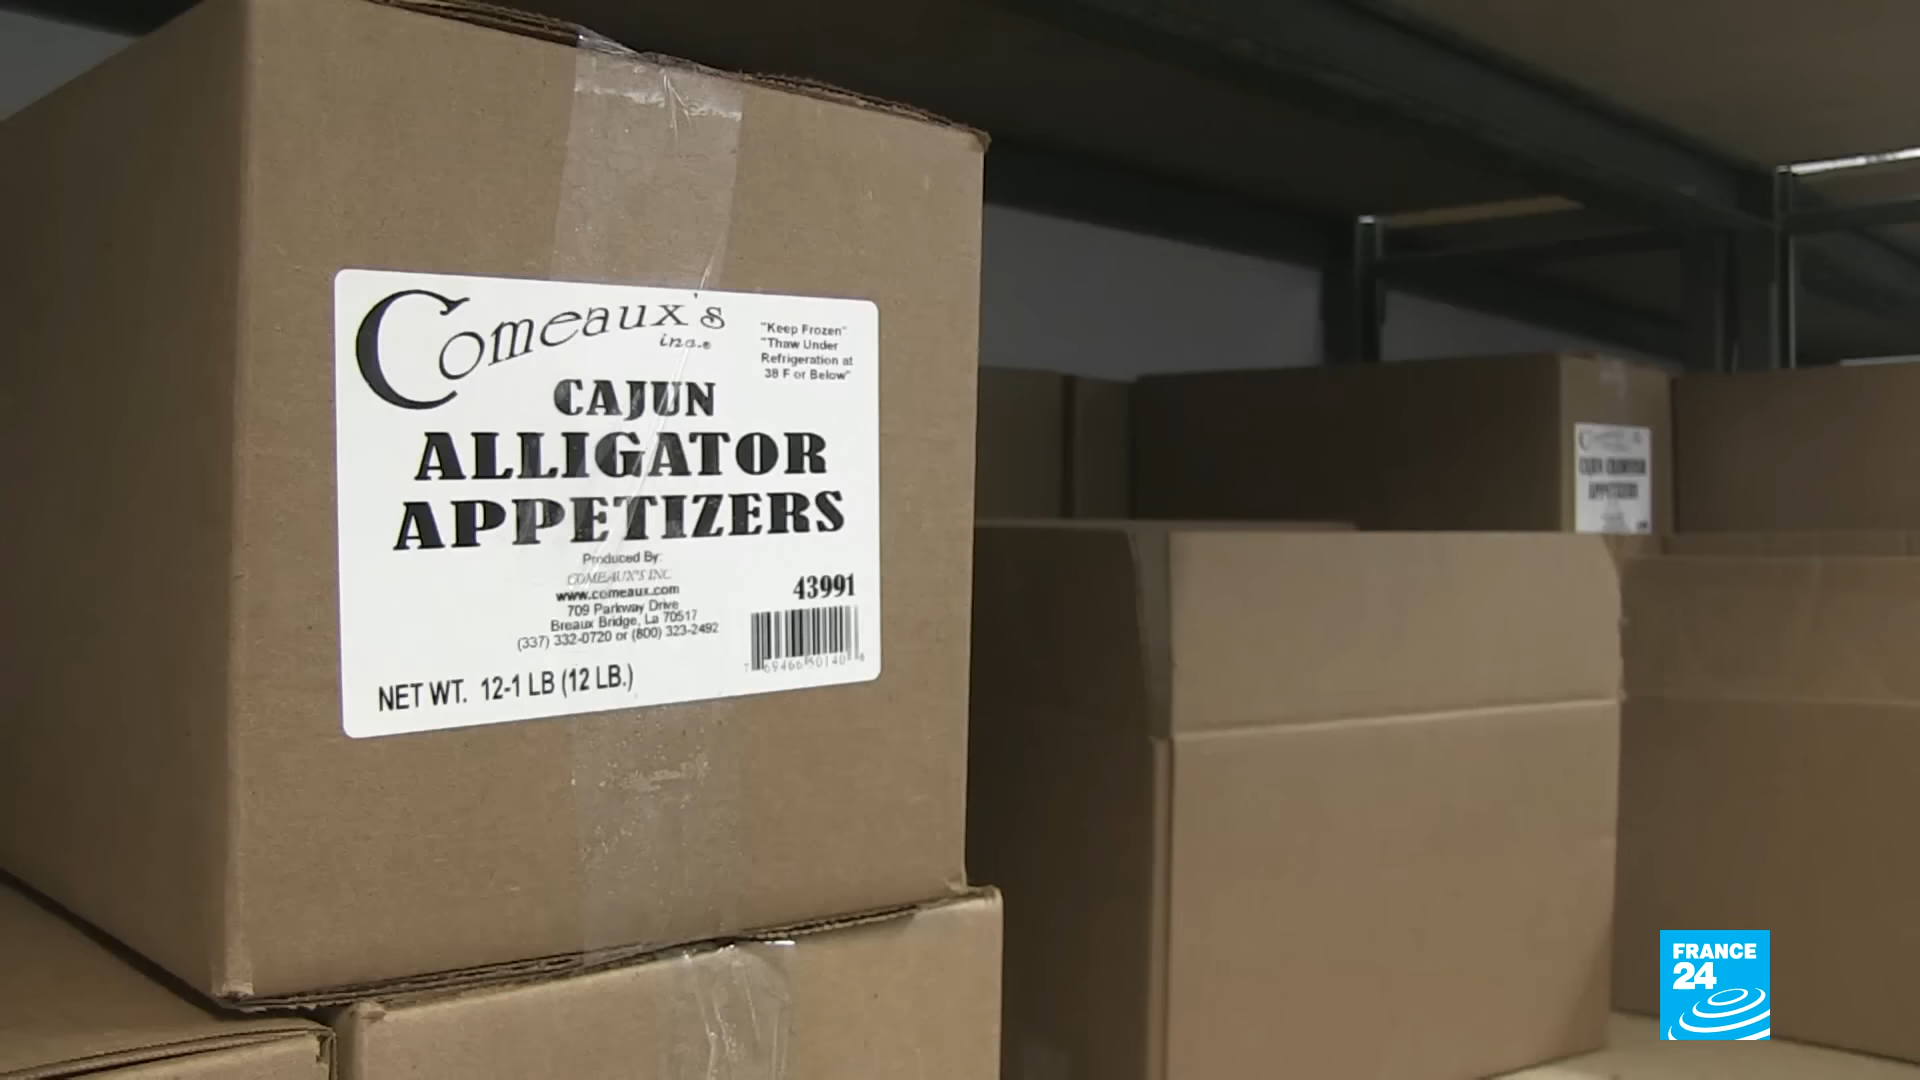 Comeaux's
inc.®
"Keep Frozen"
"Thaw Under
Refrigeration at
38 F or Below"
CAJUN
ALLIGATOR
APPETIZERS
Produced By:
COMEAUX'S INC
www.comeaux.com
709 Parkway Drive
Breaux Bridge, La 70517
(337) 332-0720 or (800) 323-2492
43991
NET WT. 12-1 LB (12 LB.)
CAJUN
APPETIZERS
FRANCE
24